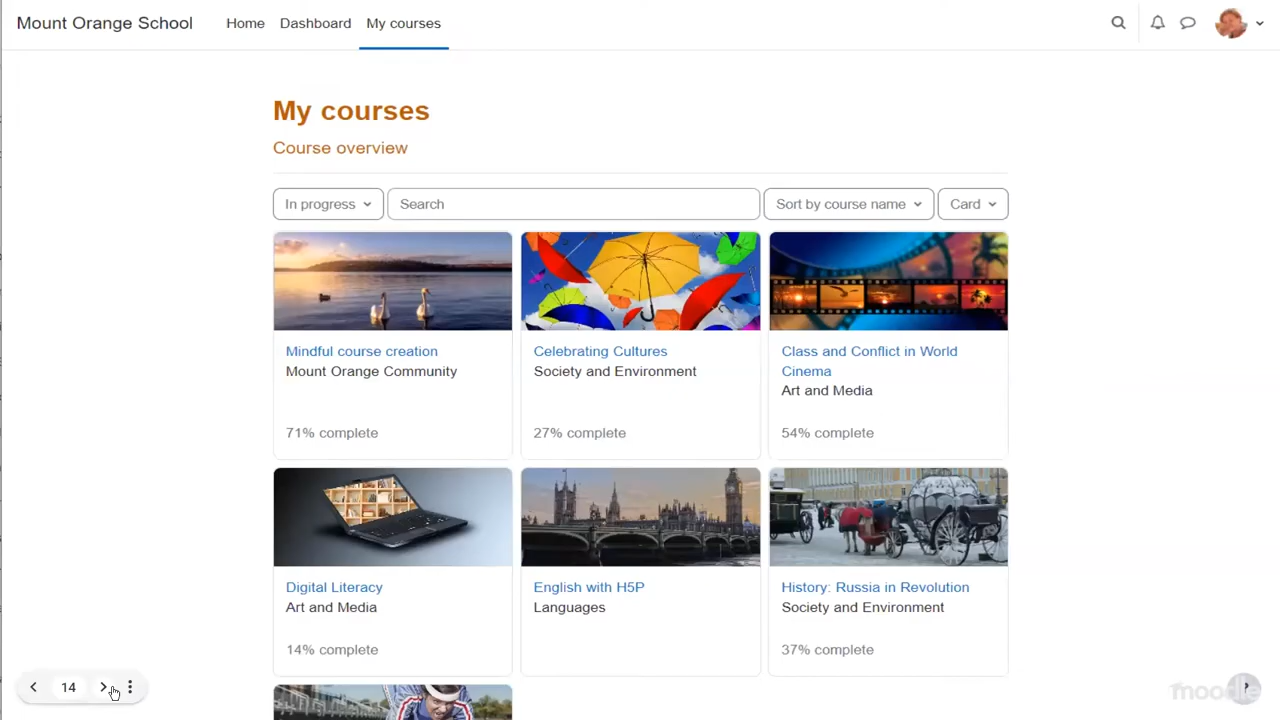 Mount Orange School Home Dashboard My courses
My courses
Course overview
In progress Search Sort by course name Card
Mindful course creation
Mount Orange Community
71% complete
Celebrating Cultures
Society and Environment
27% complete
Class and Conflict in World
Cinema
Art and Media
54% complete
Digital Literacy
Art and Media
14% complete
English with H5P
Languages
History: Russia in Revolution
Society and Environment
37% complete
14
moodle ?